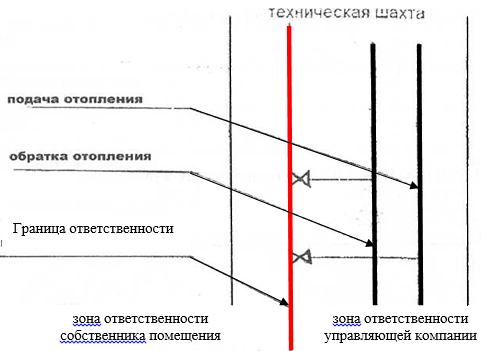 техническая шахта
подача отопления
обратка отопления
Граница ответственности
зона ответственности
собственника помещения
зона ответственности
управляющей компании